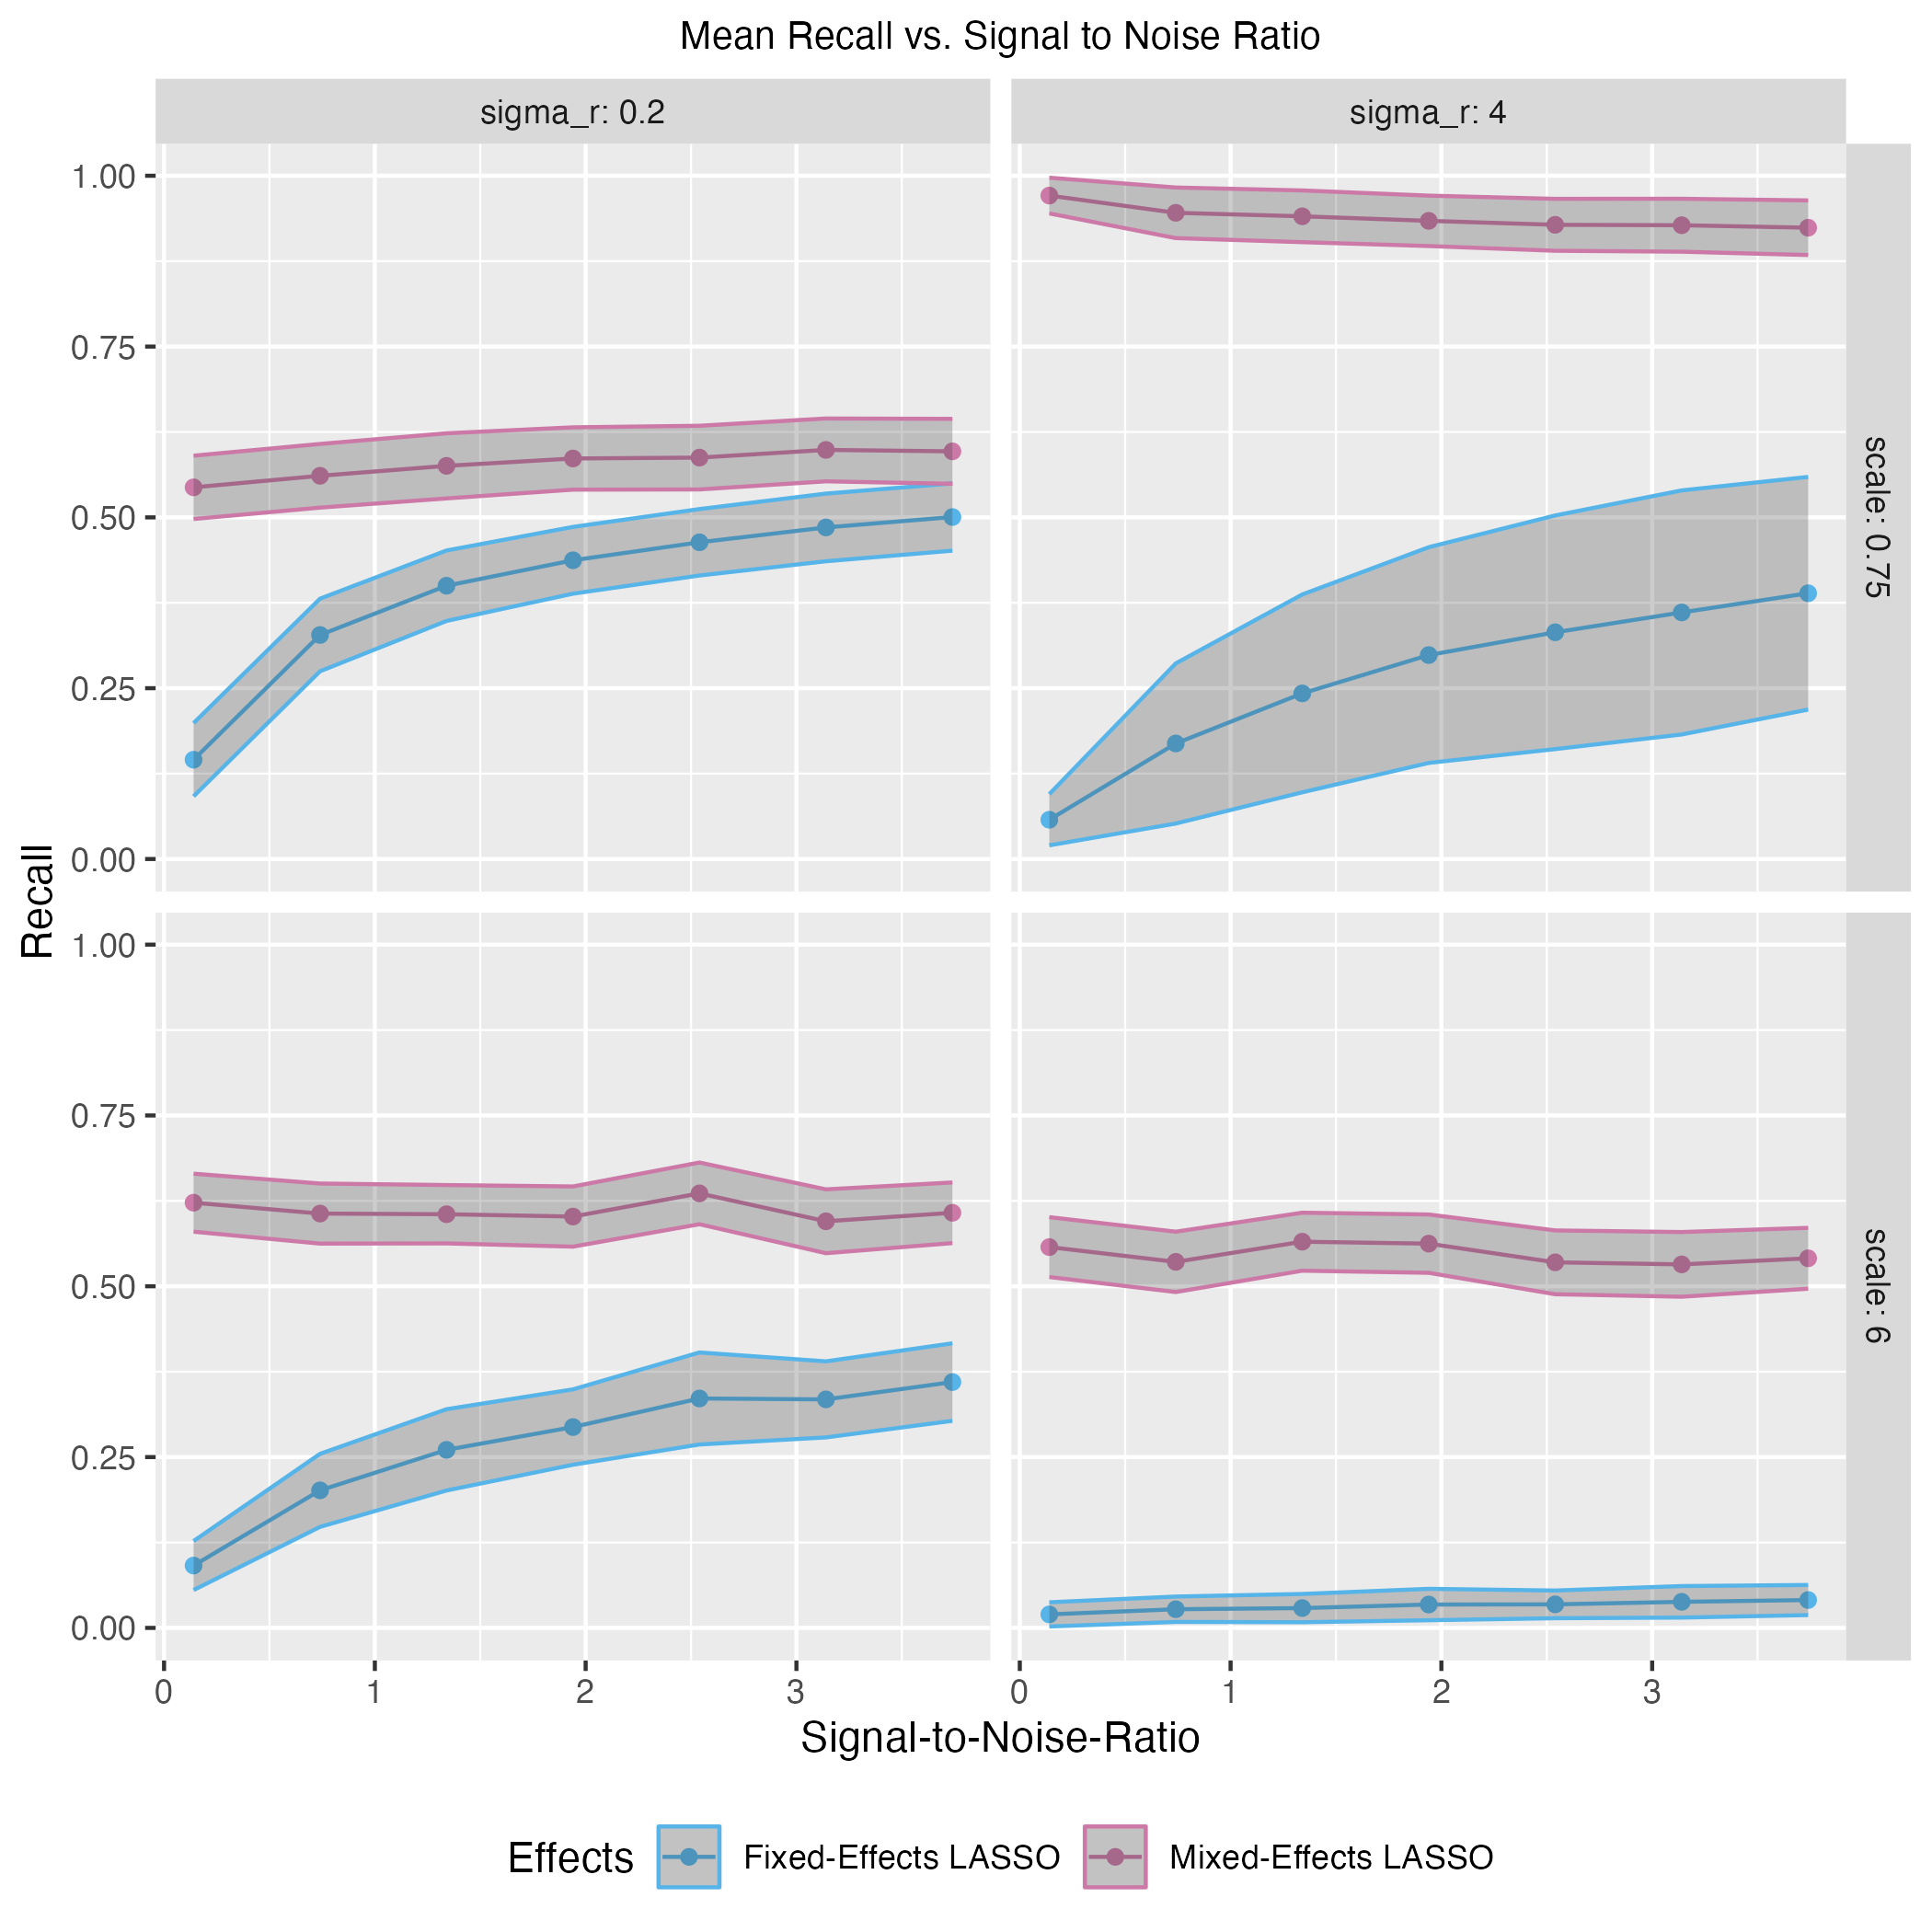 Mean Recall vs. Signal to Noise Ratio
sigma_r: 0.2
sigma_r: 4
1.00
0.75
0.50
0.25
0.00
scale: 0.75
Recall
1.00
0.75
0.50
0.25
0.00
scale: 6
0 1 2 3
0 1 2 3
Signal-to-Noise-Ratio
Effects Fixed-Effects LASSO Mixed-Effects LASSO